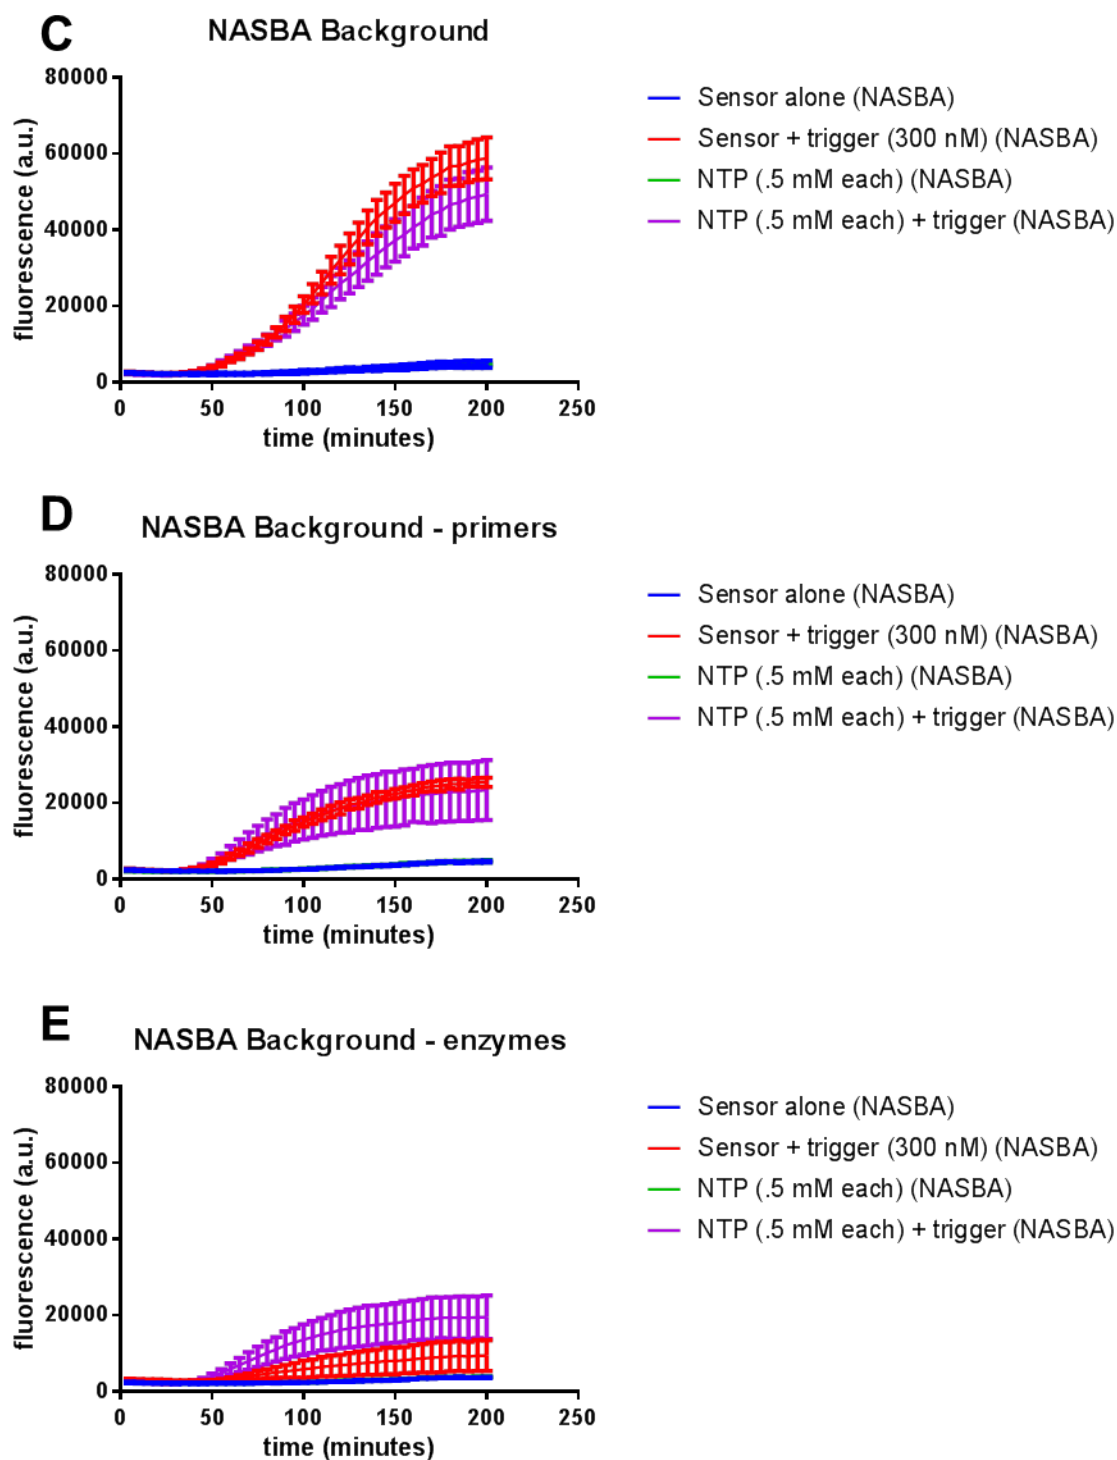 C
NASBA Background
80000
60000
40000
20000
0
fluorescence (a.u.)
0 50 100 150 200 250
time (minutes)
Sensor alone (NASBA)
Sensor + trigger (300 nM) (NASBA)
NTP (.5 mM each) (NASBA)
NTP (.5 mM each) + trigger (NASBA)
D
NASBA Background - primers
80000
60000
40000
20000
0
fluorescence (a.u.)
0 50 100 150 200 250
time (minutes)
Sensor alone (NASBA)
Sensor + trigger (300 nM) (NASBA)
NTP (.5 mM each) (NASBA)
NTP (.5 mM each) + trigger (NASBA)
E
NASBA Background - enzymes
80000
60000
40000
20000
0
fluorescence (a.u.)
0 50 100 150 200 250
time (minutes)
Sensor alone (NASBA)
Sensor + trigger (300 nM) (NASBA)
NTP (.5 mM each) (NASBA)
NTP (.5 mM each) + trigger (NASBA)